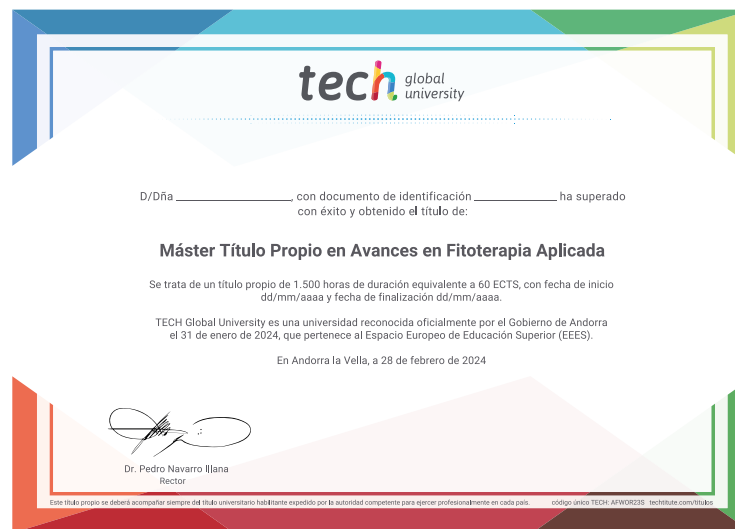 tech global
university
D/Dña ____________, con documento de identificación ____________ ha superado
con éxito y obtenido el título de:
Máster Título Propio en Avances en Fitoterapia Aplicada
Se trata de un título propio de 1.500 horas de duración equivalente a 60 ECTS, con fecha de inicio
dd/mm/aaaa y fecha de finalización dd/mm/aaaa.
TECH Global University es una universidad reconocida oficialmente por el Gobierno de Andorra
el 31 de enero de 2024, que pertenece al Espacio Europeo de Educación Superior (EEES).
En Andorra la Vella, a 28 de febrero de 2024
Dr. Pedro Navarro Illana
Rector
Este título propio se deberá acompañar siempre del título universitario habilitante expedido por la autoridad competente para ejercer profesionalmente en cada país. código único TECH: AFWOR23S techtitute.com/titulos